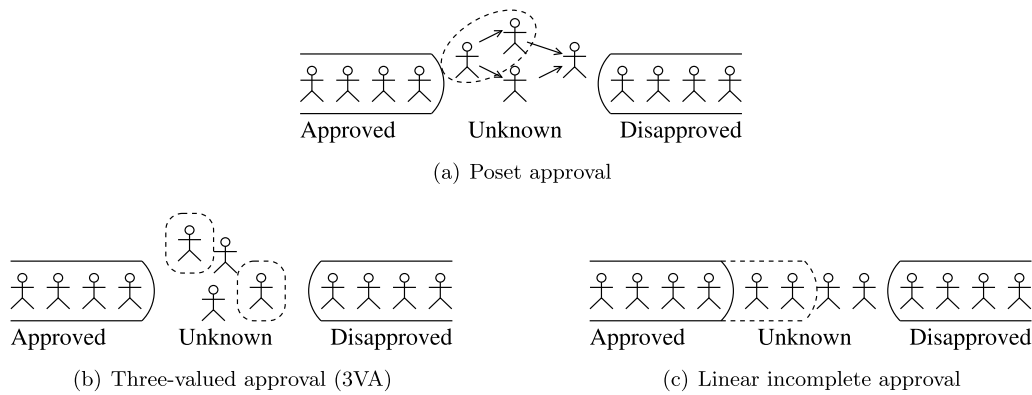 Approved Unknown Disapproved
(a) Poset approval
Approved Unknown Disapproved
(b) Three-valued approval (3VA)
Approved Unknown Disapproved
(c) Linear incomplete approval